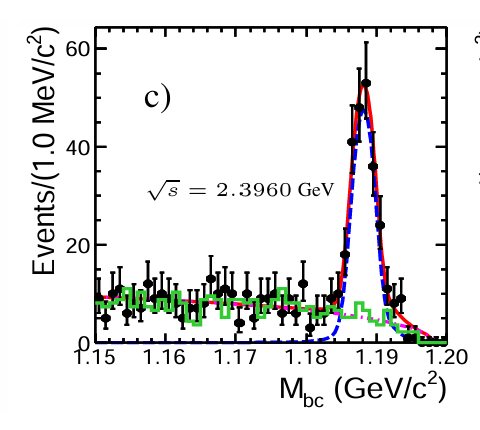 Events/(1.0 MeV/c²)
60
40
20
0
c)
√s = 2.3960 GeV
1.15 1.16 1.17 1.18 1.19 1.20
M_bc (GeV/c²)